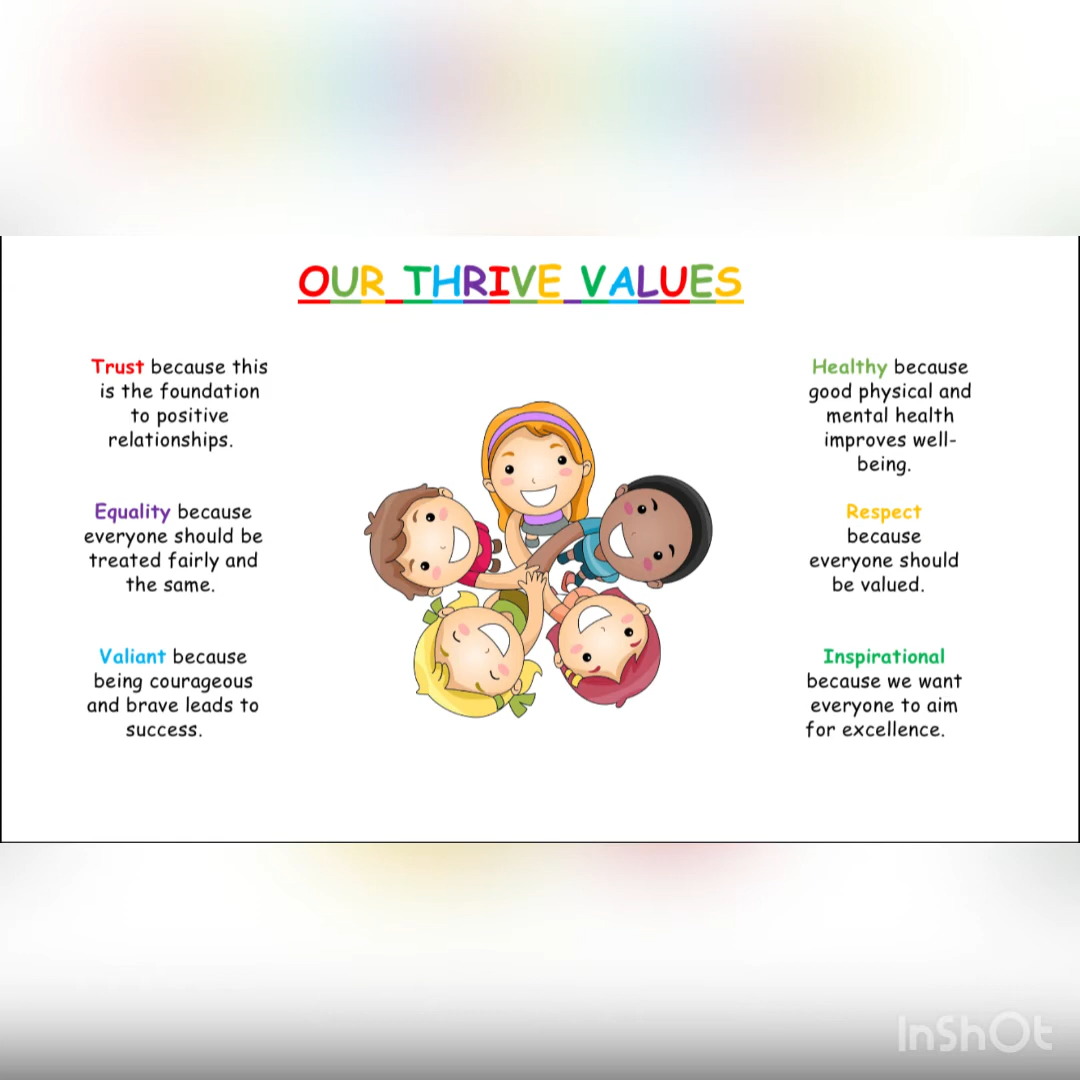 OUR THRIVE VALUES
Trust because this
is the foundation
to positive
relationships.
Equality because
everyone should be
treated fairly and
the same.
Valiant because
being courageous
and brave leads to
success.
Healthy because
good physical and
mental health
improves well-
being.
Respect
because
everyone should
be valued.
Inspirational
because we want
everyone to aim
for excellence.
InShOt